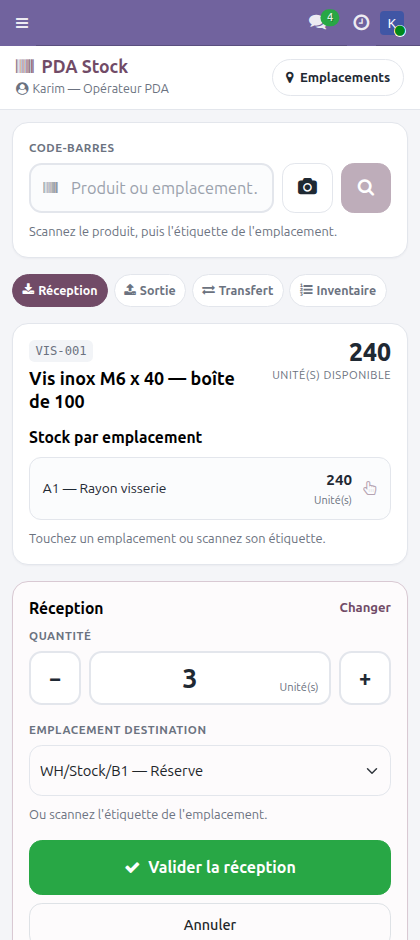 4
K
PDA Stock
Karim — Opérateur PDA
Emplacements
CODE-BARRES
Produit ou emplacement.
Scannez le produit, puis l'étiquette de l'emplacement.
Réception
Sortie
Transfert
Inventaire
VIS-001
240
Vis inox M6 x 40 — boîte
de 100
UNITÉ(S) DISPONIBLE
Stock par emplacement
A1 — Rayon visserie
240
Unité(s)
Touchez un emplacement ou scannez son étiquette.
Réception
Changer
QUANTITÉ
−
3
Unité(s)
+
EMPLACEMENT DESTINATION
WH/Stock/B1 — Réserve
Ou scannez l'étiquette de l'emplacement.
Valider la réception
Annuler